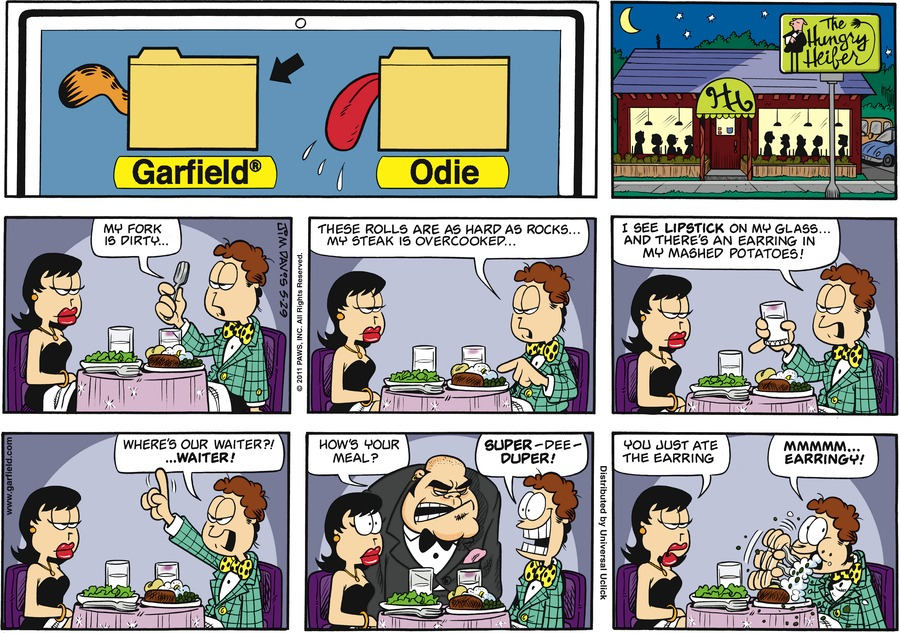 Garfield®
Odie
The
Hungry
Heifer
HH
MY FORK
IS DIRTY...
JIM DAVIS 5-29
© 2011 PAWS, INC. All Rights Reserved.
THESE ROLLS ARE AS HARD AS ROCKS...
MY STEAK IS OVERCOOKED...
I SEE LIPSTICK ON MY GLASS...
AND THERE'S AN EARRING IN
MY MASHED POTATOES!
www.garfield.com
WHERE'S OUR WAITER?!
...WAITER!
HOW'S YOUR
MEAL?
SUPER-DEE-
DUPER!
Distributed by Universal Uclick
YOU JUST ATE
THE EARRING
MMMMM...
EARRINGY!